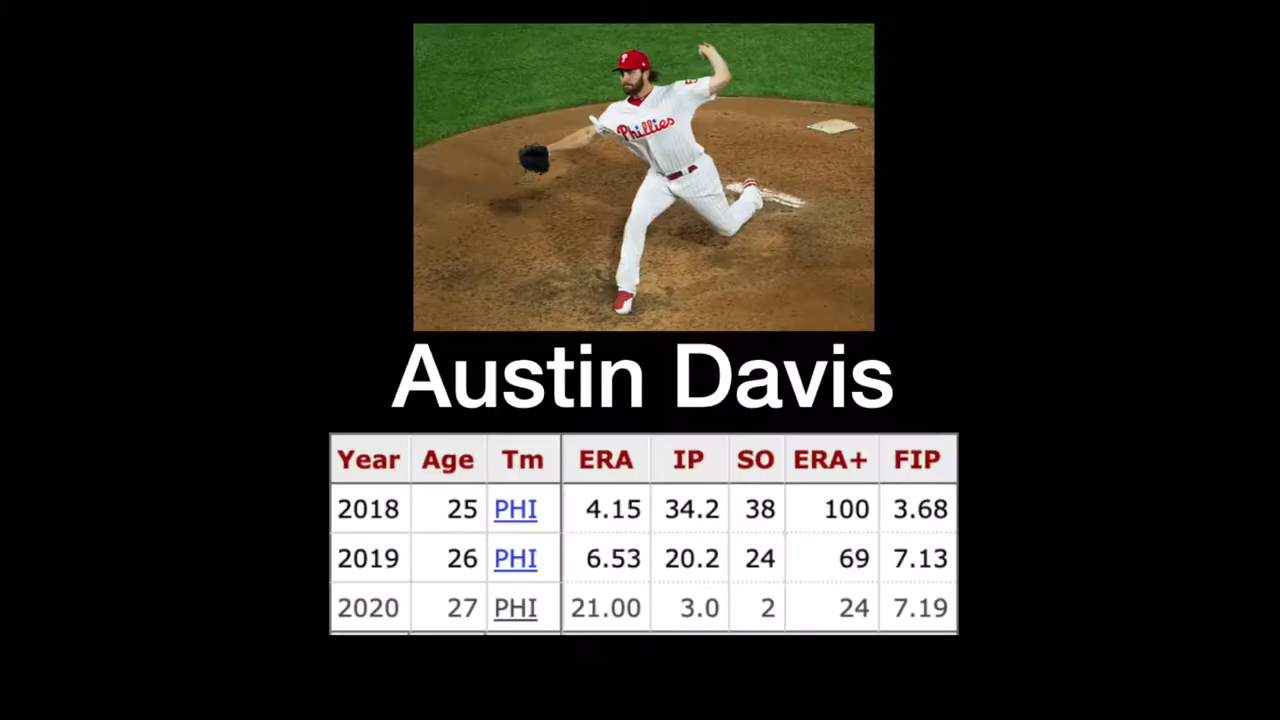 Phillies
Austin Davis
Year Age Tm ERA IP SO ERA+ FIP
2018 25 PHI 4.15 34.2 38 100 3.68
2019 26 PHI 6.53 20.2 24 69 7.13
2020 27 PHI 21.00 3.0 2 24 7.19